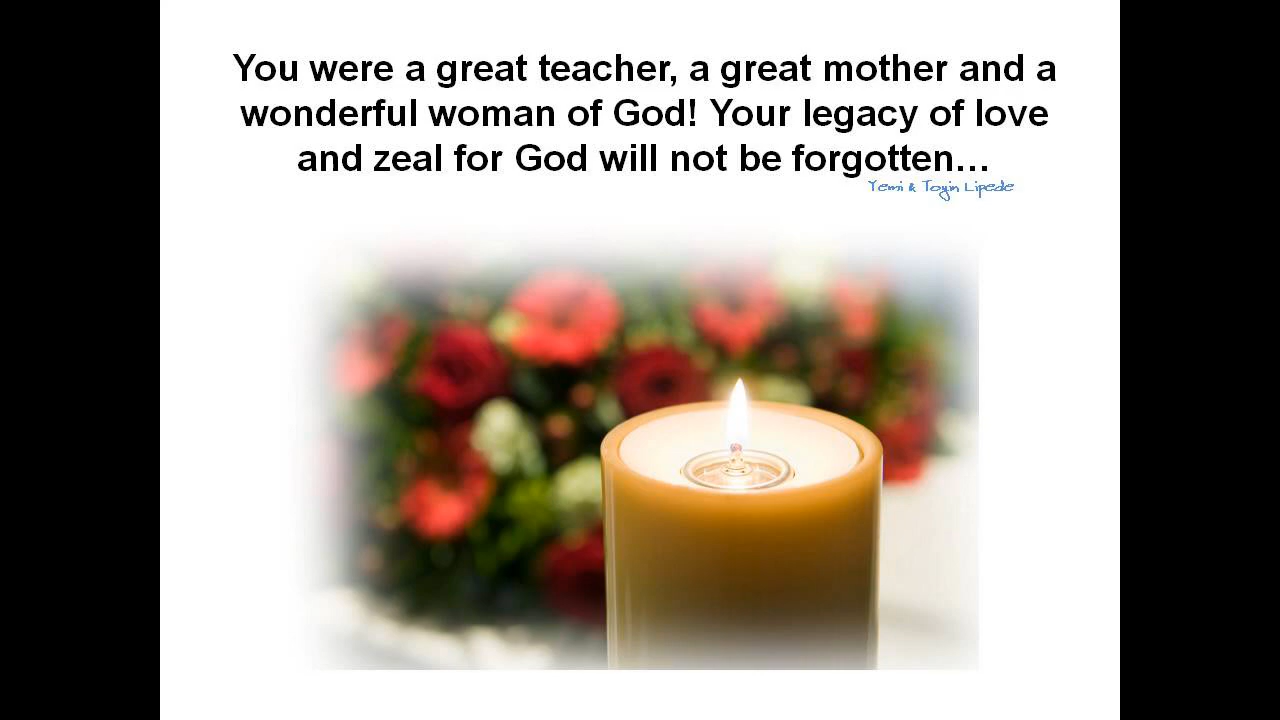 You were a great teacher, a great mother and a
wonderful woman of God! Your legacy of love
and zeal for God will not be forgotten…
Yemi & Toyin Lipede